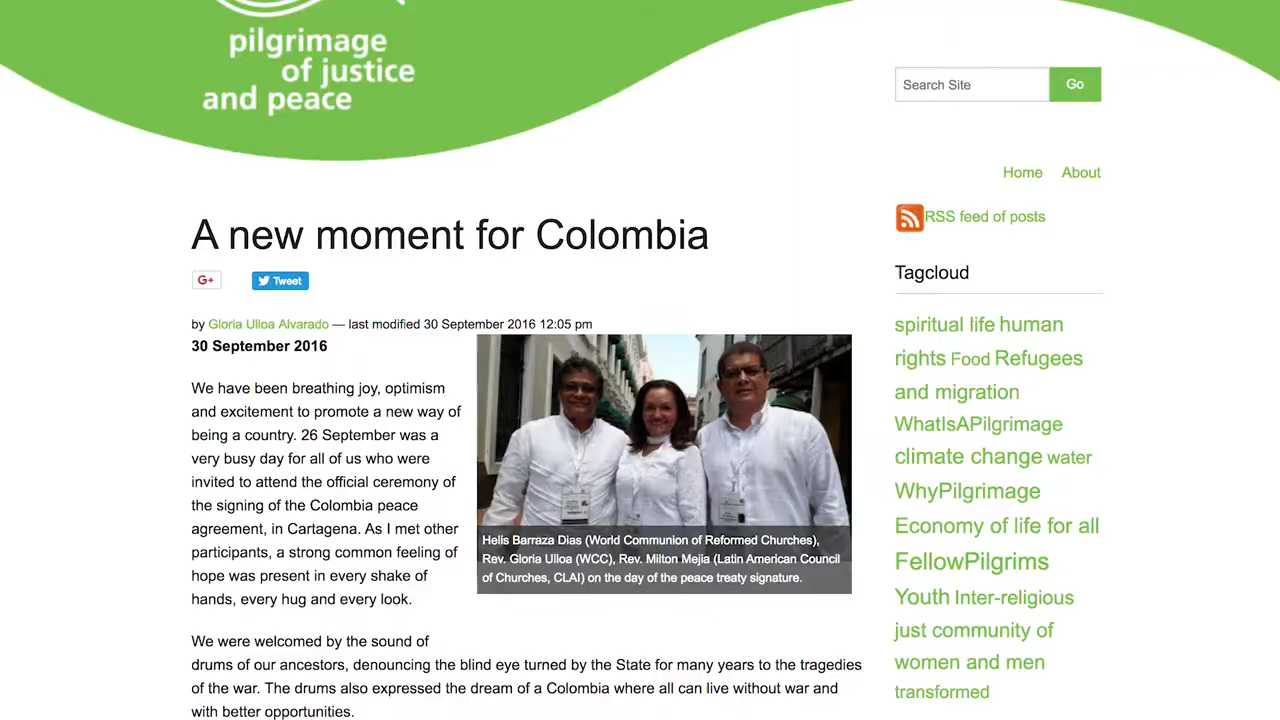 pilgrimage
of justice
and peace
Search Site
Go
Home About
RSS feed of posts
A new moment for Colombia
G+
Tweet
by Gloria Ulloa Alvarado — last modified 30 September 2016 12:05 pm
30 September 2016
We have been breathing joy, optimism
and excitement to promote a new way of
being a country. 26 September was a
very busy day for all of us who were
invited to attend the official ceremony of
the signing of the Colombia peace
agreement, in Cartagena. As I met other
participants, a strong common feeling of
hope was present in every shake of
hands, every hug and every look.
Helis Barraza Dias (World Communion of Reformed Churches),
Rev. Gloria Ulloa (WCC), Rev. Milton Mejia (Latin American Council
of Churches, CLAI) on the day of the peace treaty signature.
We were welcomed by the sound of
drums of our ancestors, denouncing the blind eye turned by the State for many years to the tragedies
of the war. The drums also expressed the dream of a Colombia where all can live without war and
with better opportunities.
Tagcloud
spiritual life human
rights Food Refugees
and migration
WhatIsAPilgrimage
climate change water
WhyPilgrimage
Economy of life for all
FellowPilgrims
Youth Inter-religious
just community of
women and men
transformed